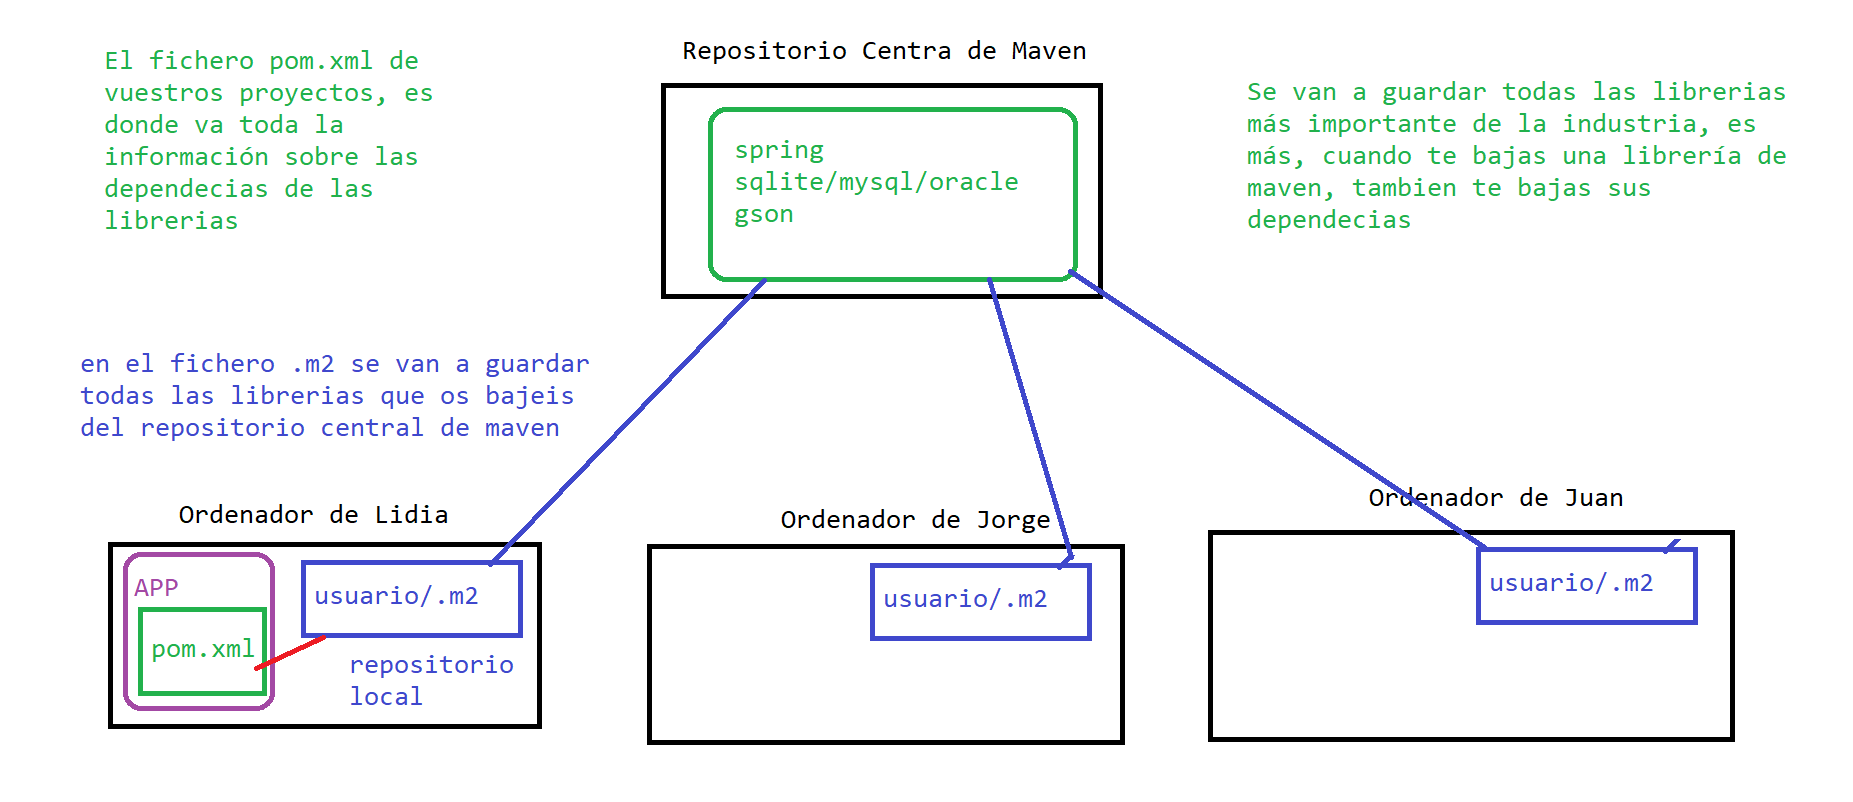 Repositorio Centra de Maven
El fichero pom.xml de
vuestros proyectos, es
donde va toda la
información sobre las
dependecias de las
librerias
spring
sqlite/mysql/oracle
gson
Se van a guardar todas las librerias
más importante de la industria, es
más, cuando te bajas una librería de
maven, tambien te bajas sus
dependecias
en el fichero .m2 se van a guardar
todas las librerias que os bajeis
del repositorio central de maven
Ordenador de Lidia
APP
pom.xml
usuario/.m2
repositorio
local
Ordenador de Jorge
usuario/.m2
Ordenador de Juan
usuario/.m2